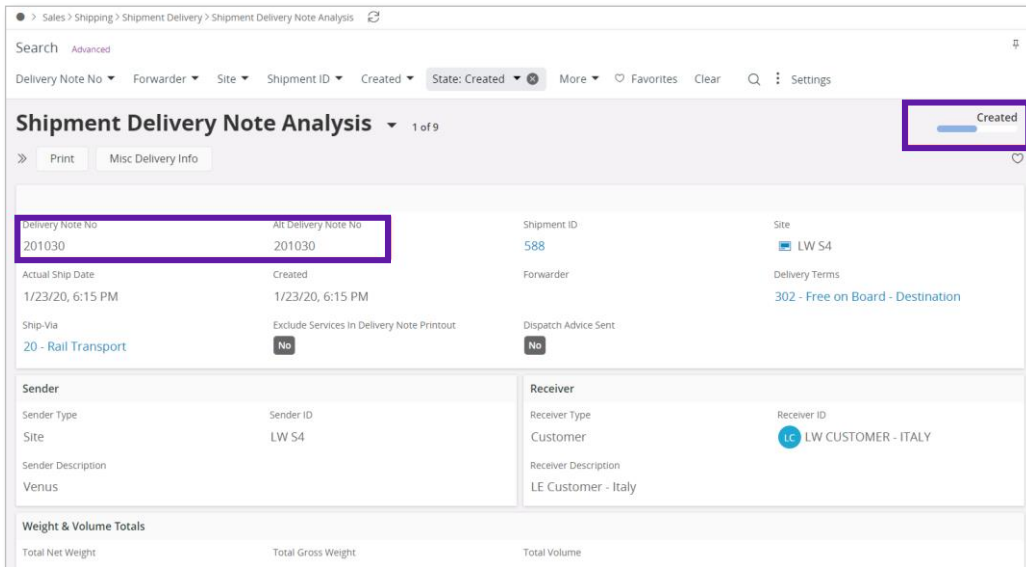 > Sales > Shipping > Shipment Delivery > Shipment Delivery Note Analysis
Search Advanced
Delivery Note No Forwarder Site Shipment ID Created State: Created More Favorites Clear Settings
Shipment Delivery Note Analysis 1 of 9 Created
Print Misc Delivery Info
Delivery Note No Alt Delivery Note No Shipment ID Site
201030 201030 588 LW S4
Actual Ship Date Created Forwarder Delivery Terms
1/23/20, 6:15 PM 1/23/20, 6:15 PM 302 - Free on Board - Destination
Ship-Via Exclude Services In Delivery Note Printout Dispatch Advice Sent
20 - Rail Transport No No
Sender Receiver
Sender Type Sender ID Receiver Type Receiver ID
Site LW S4 Customer LC LW CUSTOMER - ITALY
Sender Description Receiver Description
Venus LE Customer - Italy
Weight & Volume Totals
Total Net Weight Total Gross Weight Total Volume